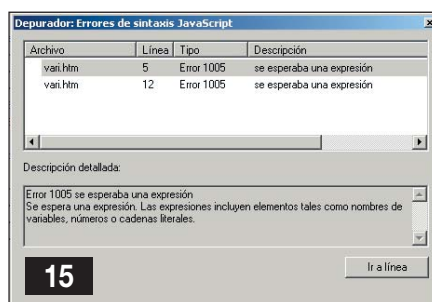 Depurador: Errores de sintaxis JavaScript
Archivo Línea Tipo Descripción
vari.htm 5 Error 1005 se esperaba una expresión
vari.htm 12 Error 1005 se esperaba una expresión
Descripción detallada:
Error 1005 se esperaba una expresión
Se espera una expresión. Las expresiones incluyen elementos tales como nombres de
variables, números o cadenas literales.
15
Ir a línea